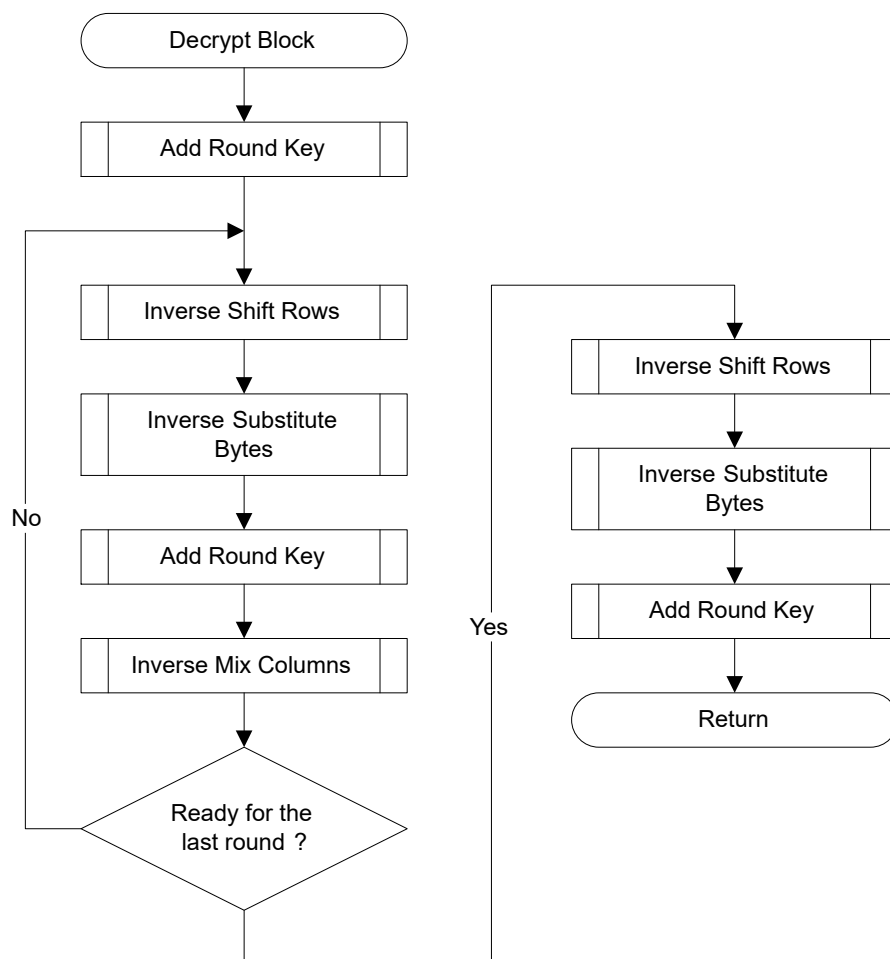 Decrypt Block
Add Round Key
Inverse Shift Rows
Inverse Substitute
Bytes
Add Round Key
Inverse Mix Columns
Ready for the
last round ?
No
Yes
Inverse Shift Rows
Inverse Substitute
Bytes
Add Round Key
Return